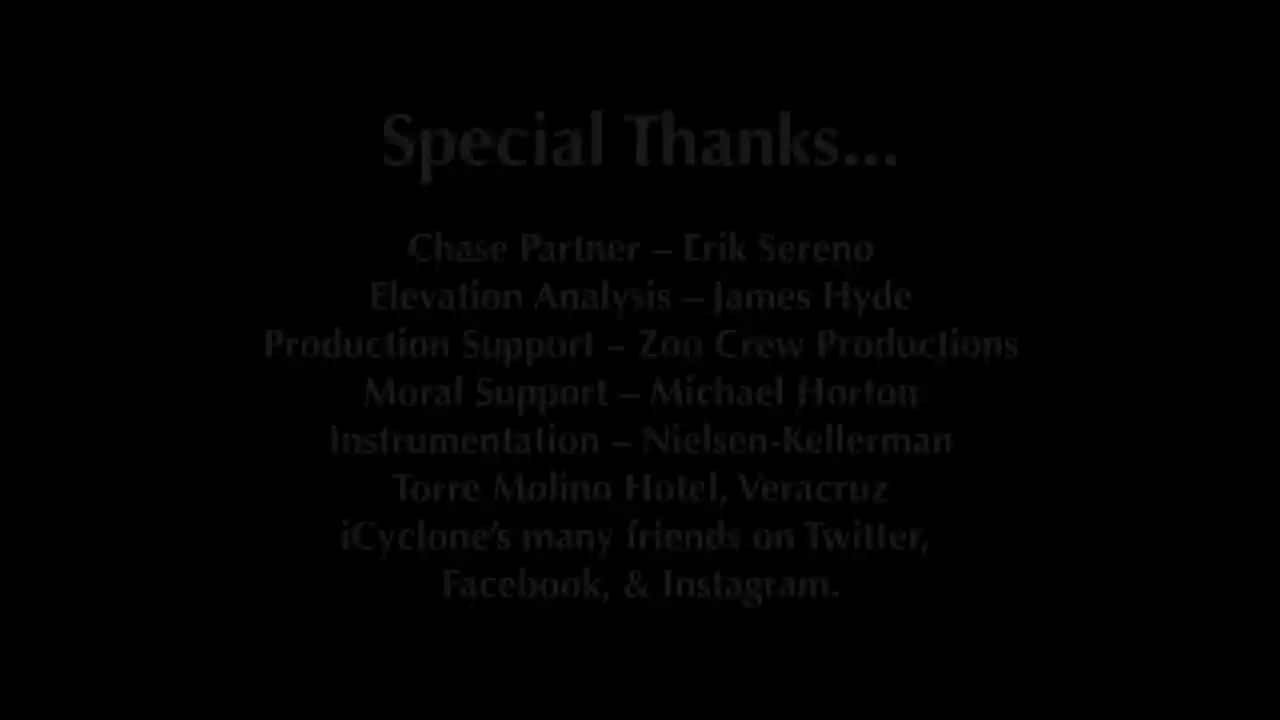 Special Thanks...
Chase Partner – Erik Sereno
Elevation Analysis – James Hyde
Production Support – Zoo Crew Productions
Moral Support – Michael Horton
Instrumentation – Nielsen-Kellerman
Torre Molino Hotel, Veracruz
iCyclone’s many friends on Twitter,
Facebook, & Instagram.